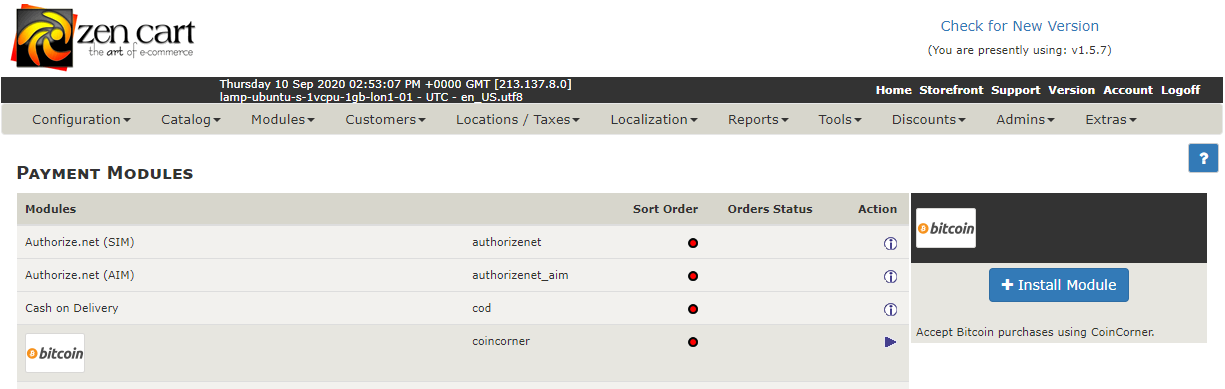 zen cart
the art of e-commerce
Check for New Version
(You are presently using: v1.5.7)
Thursday 10 Sep 2020 02:53:07 PM +0000 GMT [213.137.8.0]
lamp-ubuntu-s-1vcpu-1gb-lon1-01 - UTC - en_US.utf8
Home Storefront Support Version Account Logoff
Configuration Catalog Modules Customers Locations / Taxes Localization Reports Tools Discounts Admins Extras
?
PAYMENT MODULES
Modules Sort Order Orders Status Action
bitcoin
Authorize.net (SIM) authorizenet
Authorize.net (AIM) authorizenet_aim
Install Module
Cash on Delivery cod
Accept Bitcoin purchases using CoinCorner.
bitcoin coincorner